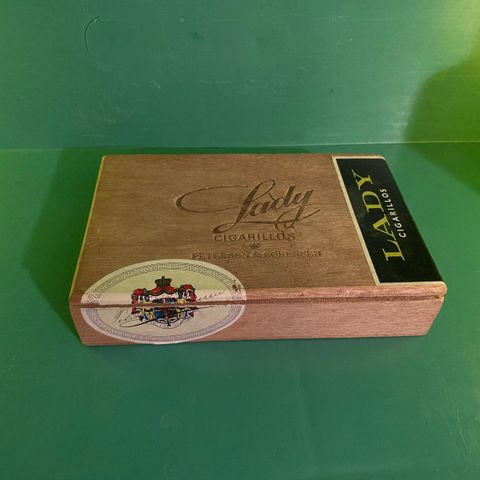 Lady
CIGARILLOS
PETERSEN & SØRENSEN
LADY
CIGARILLOS